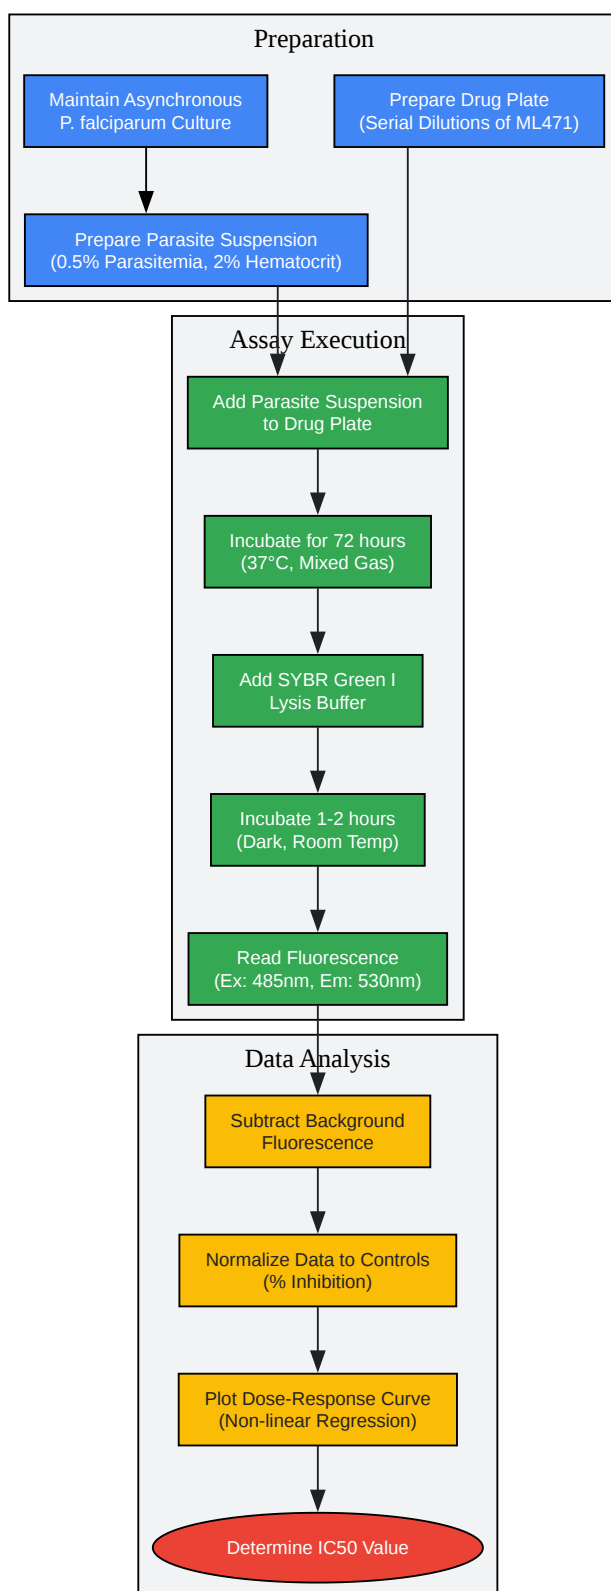 Preparation
Maintain Asynchronous
P. falciparum Culture
Prepare Drug Plate
(Serial Dilutions of ML471)
Prepare Parasite Suspension
(0.5% Parasitemia, 2% Hematocrit)
Assay Execution
Add Parasite Suspension
to Drug Plate
Incubate for 72 hours
(37°C, Mixed Gas)
Add SYBR Green I
Lysis Buffer
Incubate 1-2 hours
(Dark, Room Temp)
Read Fluorescence
(Ex: 485nm, Em: 530nm)
Data Analysis
Subtract Background
Fluorescence
Normalize Data to Controls
(% Inhibition)
Plot Dose-Response Curve
(Non-linear Regression)
Determine IC50 Value